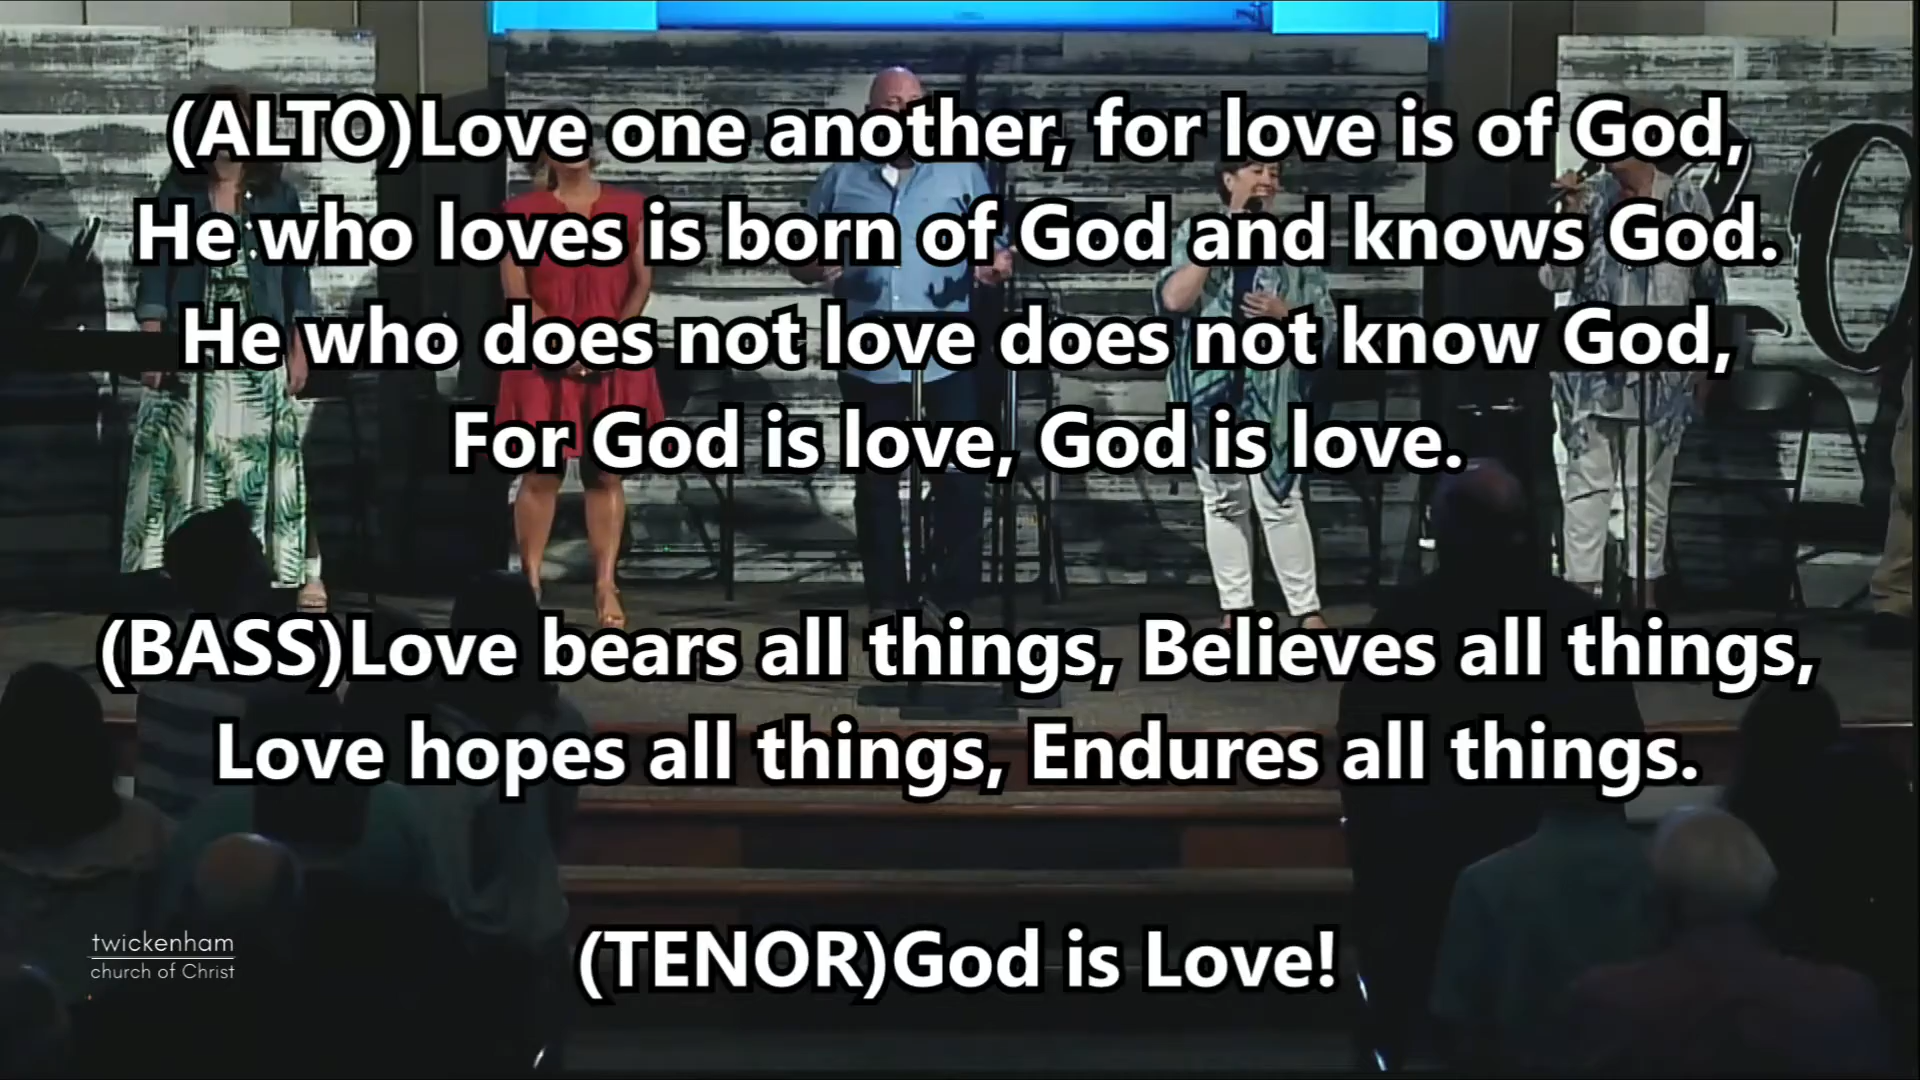 (ALTO)Love one another, for love is of God,
He who loves is born of God and knows God.
He who does not love does not know God,
For God is love, God is love.
(BASS)Love bears all things, Believes all things,
Love hopes all things, Endures all things.
(TENOR)God is Love!
twickenham
church of Christ